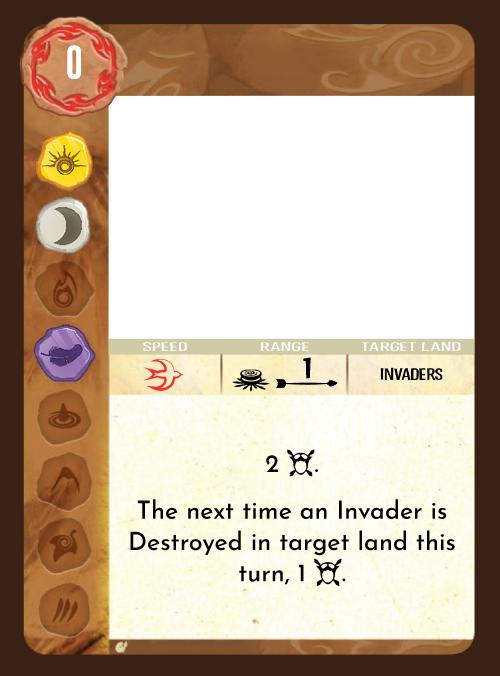 0
SPEED RANGE TARGET LAND
1 INVADERS
2 .
The next time an Invader is
Destroyed in target land this
turn, 1 .